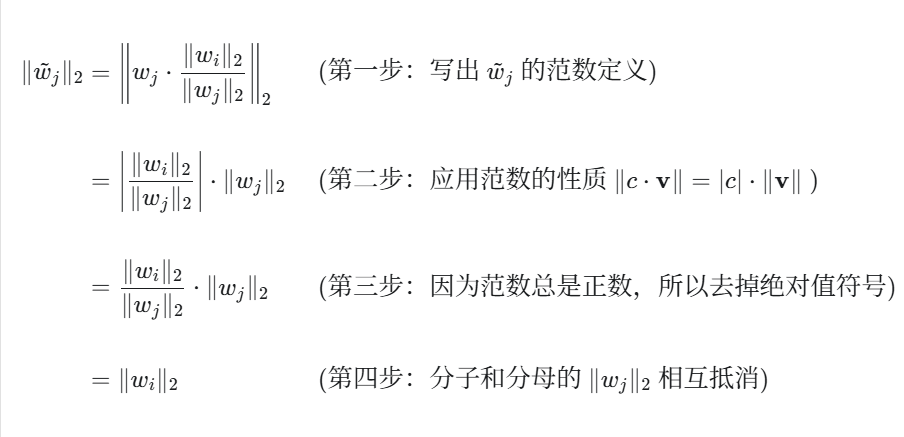 $\|\tilde{w}_j\|_2 = \left\| w_j \cdot \frac{\|w_i\|_2}{\|w_j\|_2} \right\|_2$ (第一步：写出 $\tilde{w}_j$ 的范数定义)
$= \left| \frac{\|w_i\|_2}{\|w_j\|_2} \right| \cdot \|w_j\|_2$ (第二步：应用范数的性质 $\|c \cdot \mathbf{v}\| = |c| \cdot \|\mathbf{v}\|$ )
$= \frac{\|w_i\|_2}{\|w_j\|_2} \cdot \|w_j\|_2$ (第三步：因为范数总是正数，所以去掉绝对值符号)
$= \|w_i\|_2$ (第四步：分子和分母的 $\|w_j\|_2$ 相互抵消)